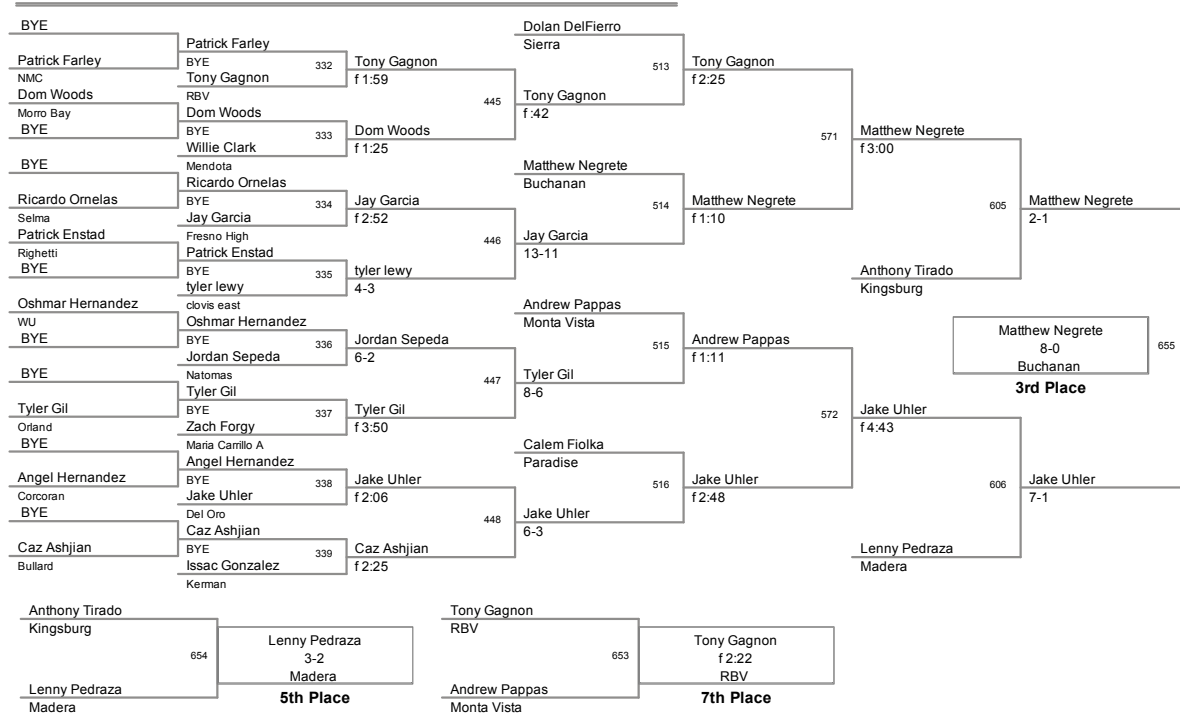 BYE
Patrick Farley
NMC
Dom Woods
Morro Bay
BYE
BYE
Ricardo Ornelas
Selma
Patrick Enstad
Righetti
BYE
Oshmar Hernandez
WU
BYE
BYE
Tyler Gil
Orland
BYE
Angel Hernandez
Corcoran
BYE
Caz Ashjian
Bullard
Patrick Farley
BYE
332
Tony Gagnon
RBV
Dom Woods
BYE
333
Willie Clark
Mendota
Ricardo Ornelas
BYE
334
Jay Garcia
Fresno High
Patrick Enstad
BYE
335
tyler lewy
clovis east
Oshmar Hernandez
BYE
336
Jordan Sepeda
Natomas
Tyler Gil
BYE
337
Zach Forgy
Maria Carrillo A
Angel Hernandez
BYE
338
Jake Uhler
Del Oro
Caz Ashjian
BYE
339
Issac Gonzalez
Kerman
Tony Gagnon
f 1:59
445
Dom Woods
f 1:25
Jay Garcia
f 2:52
446
tyler lewy
4-3
Jordan Sepeda
6-2
447
Tyler Gil
f 3:50
Jake Uhler
f 2:06
448
Caz Ashjian
f 2:25
Dolan DelFierro
Sierra
513
Tony Gagnon
f :42
Matthew Negrete
Buchanan
514
Jay Garcia
13-11
Andrew Pappas
Monta Vista
515
Tyler Gil
8-6
Calem Fiolka
Paradise
516
Jake Uhler
6-3
Tony Gagnon
f 2:25
571
Matthew Negrete
f 1:10
Andrew Pappas
f 1:11
572
Jake Uhler
f 2:48
Matthew Negrete
f 3:00
605
Anthony Tirado
Kingsburg
Jake Uhler
f 4:43
606
Lenny Pedraza
Madera
Matthew Negrete
2-1
Matthew Negrete
8-0
Buchanan
655
3rd Place
Jake Uhler
7-1
Anthony Tirado
Kingsburg
654
Lenny Pedraza
Madera
Lenny Pedraza
3-2
Madera
5th Place
Tony Gagnon
RBV
653
Andrew Pappas
Monta Vista
Tony Gagnon
f 2:22
RBV
7th Place